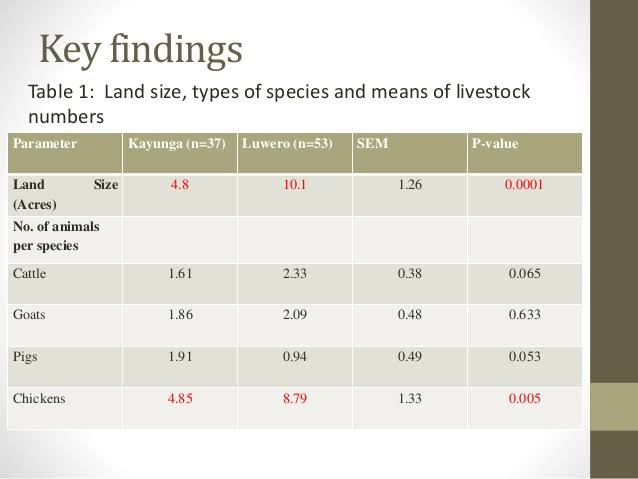 Key findings
Table 1: Land size, types of species and means of livestock
numbers
Parameter Kayunga (n=37) Luwero (n=53) SEM P-value
Land Size 4.8 10.1 1.26 0.0001
(Acres)
No. of animals
per species
Cattle 1.61 2.33 0.38 0.065
Goats 1.86 2.09 0.48 0.633
Pigs 1.91 0.94 0.49 0.053
Chickens 4.85 8.79 1.33 0.005